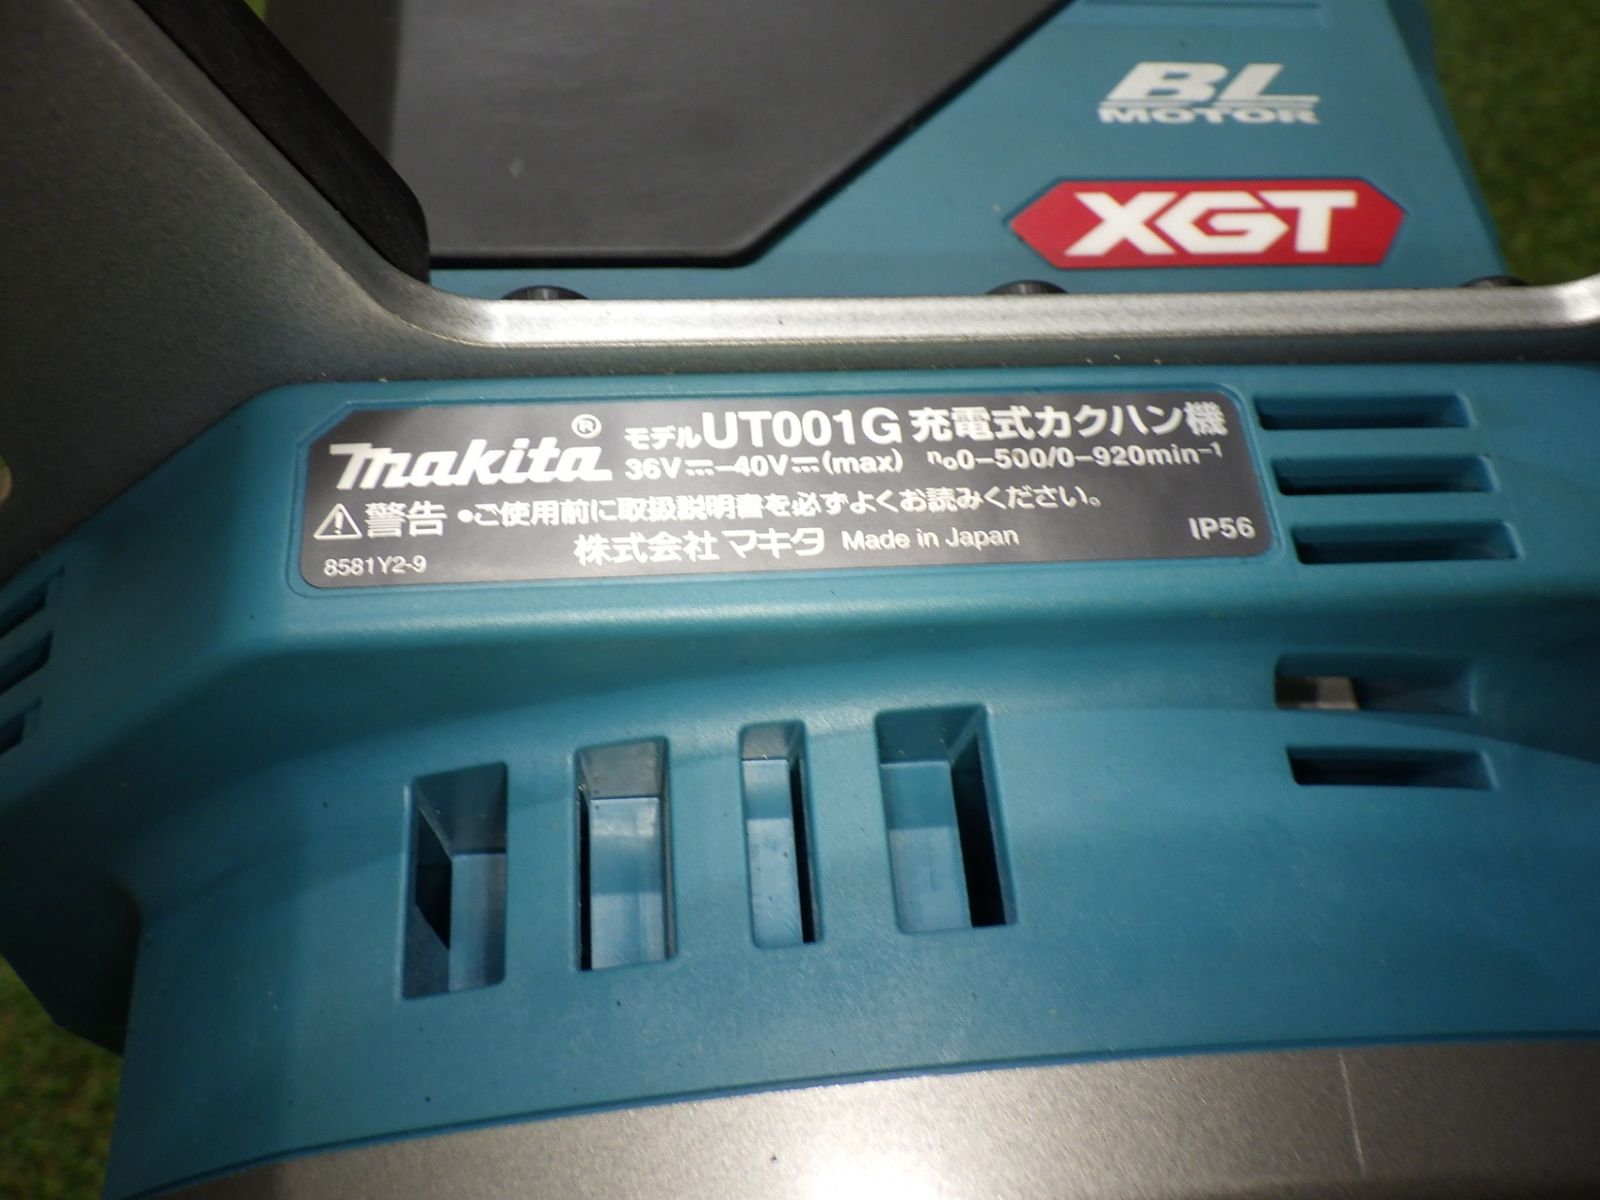 BL
MOTOR
XGT
makita® モデルUT001G 充電式カクハン機
36V⎓-40V⎓(max) n₀0-500/0-920min⁻¹
⚠警告 •ご使用前に取扱説明書を必ずよくお読みください。
株式会社 マキタ Made in Japan IP56
8581Y2-9